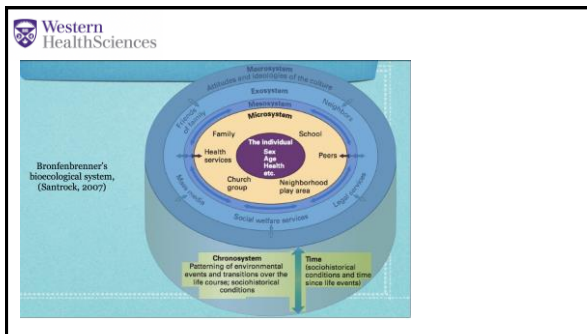 Western
HealthSciences
Bronfenbrenner's
bioecological system,
(Santrock, 2007)
Macrosystem
Attitudes and ideologies of the culture
Exosystem
Mesosystem
Microsystem
Friends
of family
Neighbors
Family
School
The individual
Sex
Age
Health
etc.
Health
services
Peers
Church
group
Neighborhood
play area
Mass media
Legal services
Social welfare services
Chronosystem
Patterning of environmental
events and transitions over the
life course; sociohistorical
conditions
Time
(sociohistorical
conditions and time
since life events)